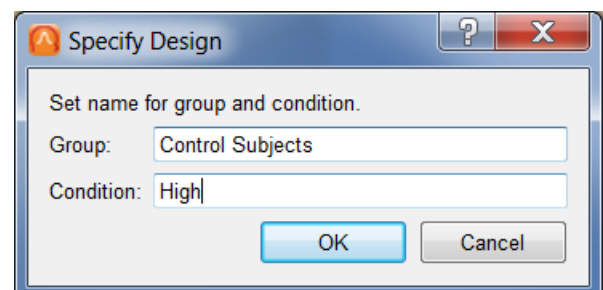 Specify Design ? X
Set name for group and condition.
Group: Control Subjects
Condition: High
OK Cancel